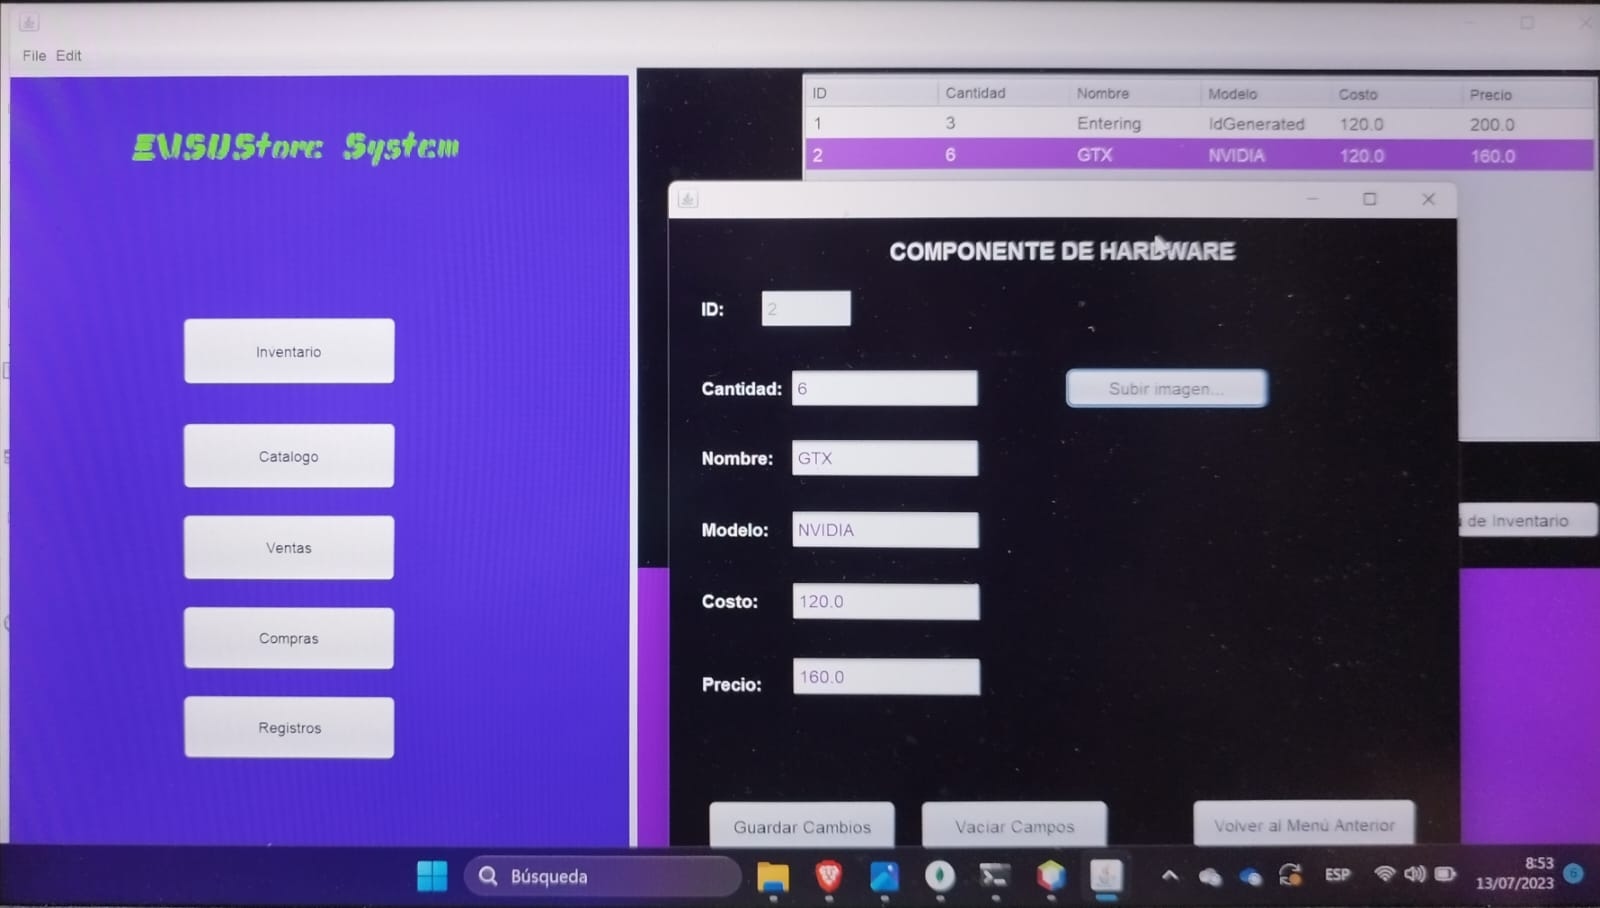 File Edit
EVSUStore System
Inventario
Catalogo
Ventas
Compras
Registros
ID Cantidad Nombre Modelo Costo Precio
1 3 Entering IdGenerated 120.0 200.0
2 6 GTX NVIDIA 120.0 160.0
COMPONENTE DE HARDWARE
ID: 2
Cantidad: 6 Subir imagen...
Nombre: GTX
Modelo: NVIDIA
Costo: 120.0
Precio: 160.0
de Inventario
Guardar Cambios Vaciar Campos Volver al Menú Anterior
Búsqueda
ESP
8:53
13/07/2023
6